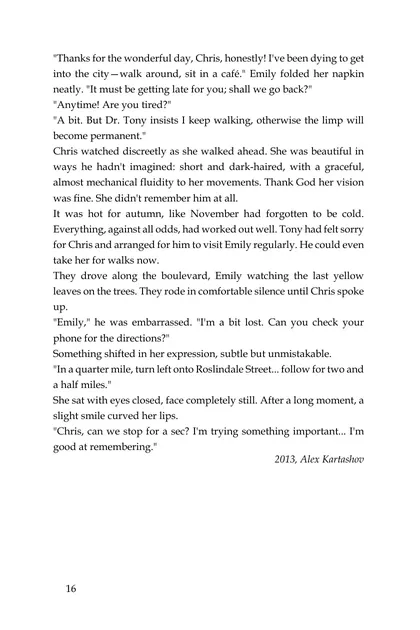 "Thanks for the wonderful day, Chris, honestly! I've been dying to get
into the city—walk around, sit in a café." Emily folded her napkin
neatly. "It must be getting late for you; shall we go back?"
"Anytime! Are you tired?"
"A bit. But Dr. Tony insists I keep walking, otherwise the limp will
become permanent."
Chris watched discreetly as she walked ahead. She was beautiful in
ways he hadn't imagined: short and dark-haired, with a graceful,
almost mechanical fluidity to her movements. Thank God her vision
was fine. She didn't remember him at all.
It was hot for autumn, like November had forgotten to be cold.
Everything, against all odds, had worked out well. Tony had felt sorry
for Chris and arranged for him to visit Emily regularly. He could even
take her for walks now.
They drove along the boulevard, Emily watching the last yellow
leaves on the trees. They rode in comfortable silence until Chris spoke
up.
"Emily," he was embarrassed. "I'm a bit lost. Can you check your
phone for the directions?"
Something shifted in her expression, subtle but unmistakable.
"In a quarter mile, turn left onto Roslindale Street... follow for two and
a half miles."
She sat with eyes closed, face completely still. After a long moment, a
slight smile curved her lips.
"Chris, can we stop for a sec? I'm trying something important... I'm
good at remembering."
2013, Alex Kartashov
16